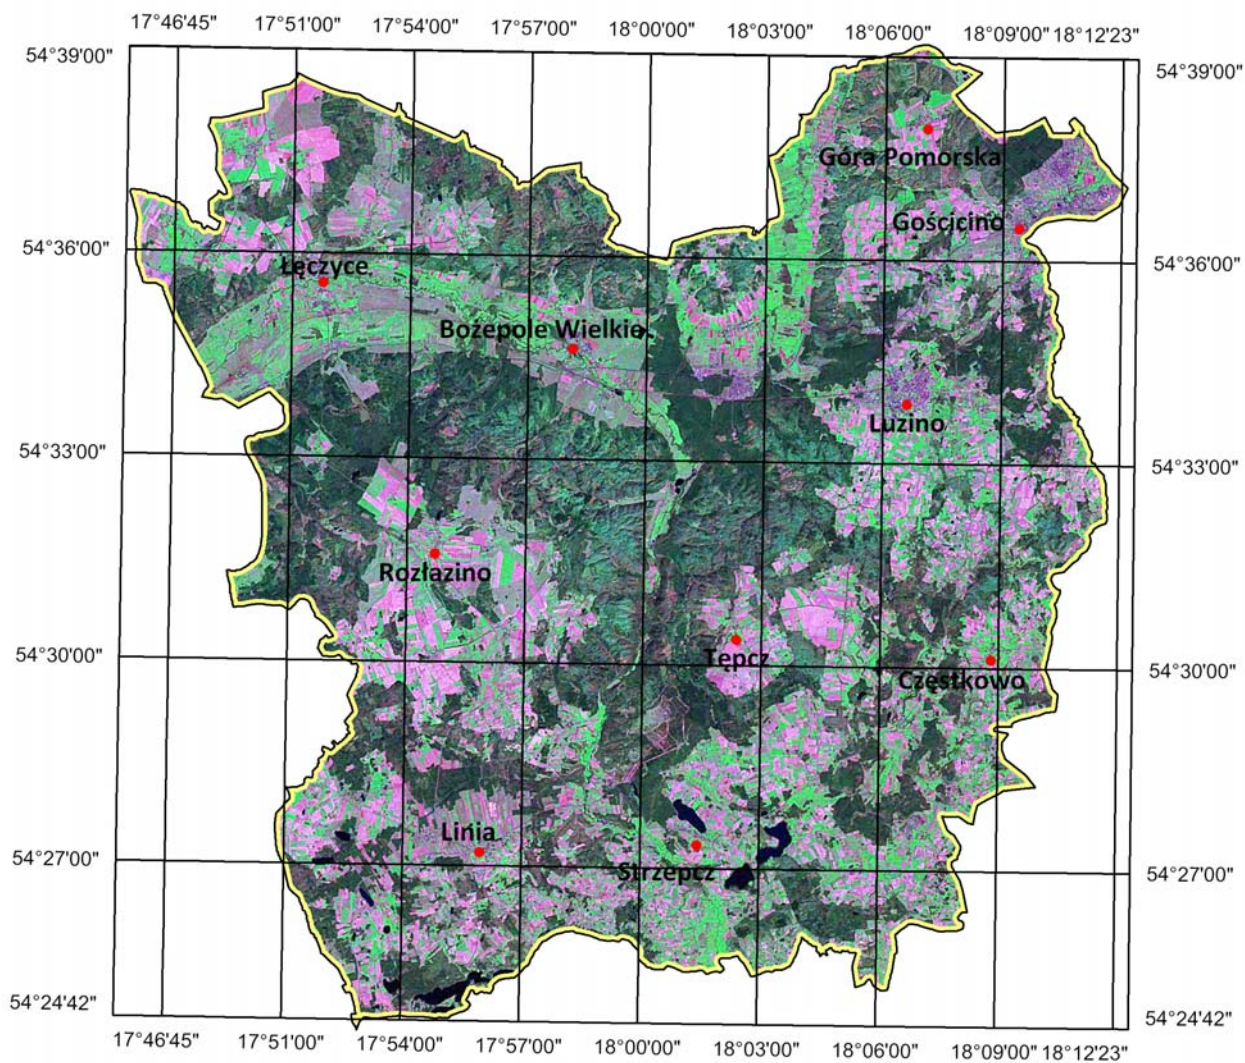 17°46'45" 17°51'00" 17°54'00" 17°57'00" 18°00'00" 18°03'00" 18°06'00" 18°09'00" 18°12'23"
54°39'00" 54°39'00"
Góra Pomorska
Gościcino
54°36'00" 54°36'00"
Łęczyce
Bożepole Wielkie
Luzino
54°33'00" 54°33'00"
Rozłazino
54°30'00" Tępcz 54°30'00"
Częstkowo
Linia
54°27'00" Strzepcz 54°27'00"
54°24'42" 54°24'42"
17°46'45" 17°51'00" 17°54'00" 17°57'00" 18°00'00" 18°03'00" 18°06'00" 18°09'00" 18°12'23"